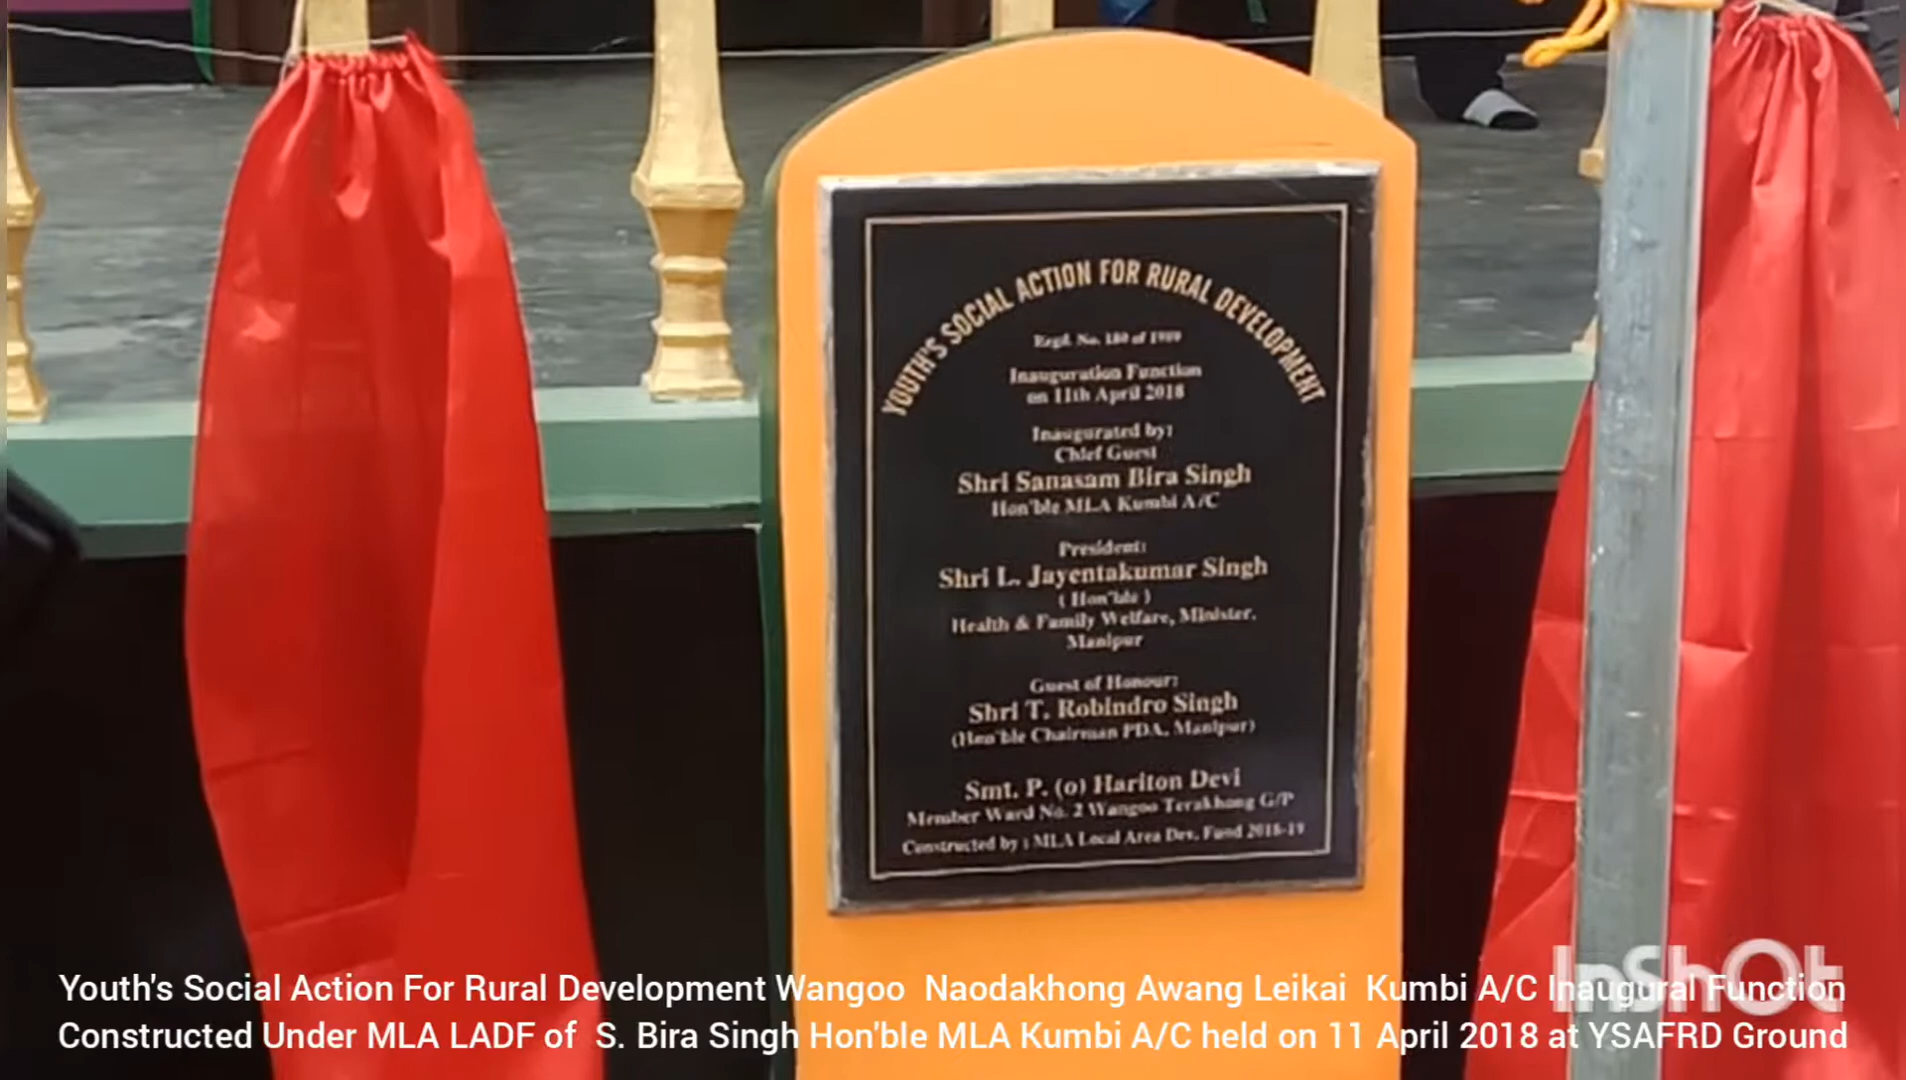 YOUTH'S SOCIAL ACTION FOR RURAL DEVELOPMENT
Regd. No. 180 of 1989
Inauguration Function
on 11th April 2018
Inaugurated by:
Chief Guest
Shri Sanasam Bira Singh
Hon'ble MLA Kumbi A/C
President:
Shri L. Jayentakumar Singh
( Hon'ble )
Health & Family Welfare, Minister.
Manipur
Guest of Honour:
Shri T. Robindro Singh
(Hon'ble Chairman PDA, Manipur)
Smt. P. (o) Hariton Devi
Member Ward No. 2 Wangoo Terakhong G/P
Constructed by : MLA Local Area Dev. Fund 2018-19
InShOt
Youth's Social Action For Rural Development Wangoo Naodakhong Awang Leikai Kumbi A/C Inaugural Function
Constructed Under MLA LADF of S. Bira Singh Hon'ble MLA Kumbi A/C held on 11 April 2018 at YSAFRD Ground